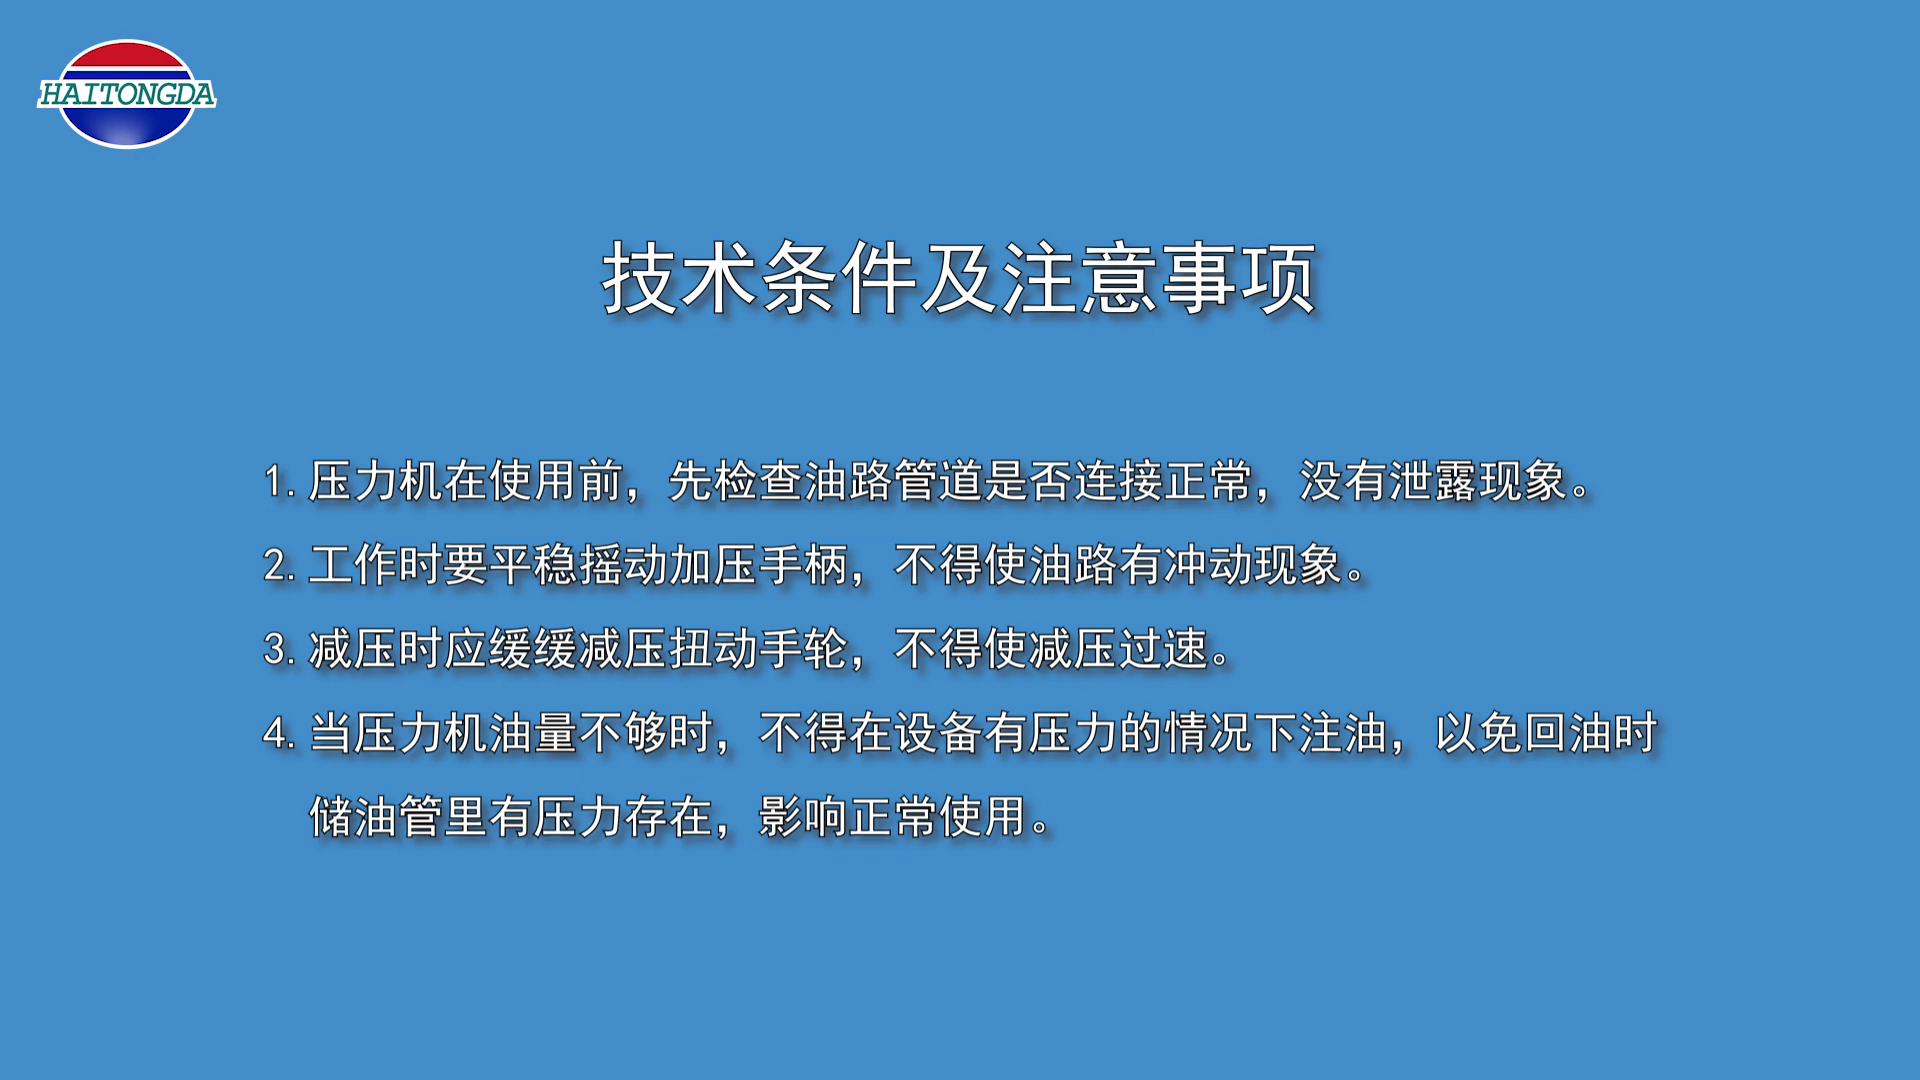 HAITONGDA
技术条件及注意事项
1.压力机在使用前，先检查油路管道是否连接正常，没有泄露现象。
2.工作时要平稳摇动加压手柄，不得使油路有冲动现象。
3.减压时应缓缓减压扭动手轮，不得使减压过速。
4.当压力机油量不够时，不得在设备有压力的情况下注油，以免回油时
储油管里有压力存在，影响正常使用。